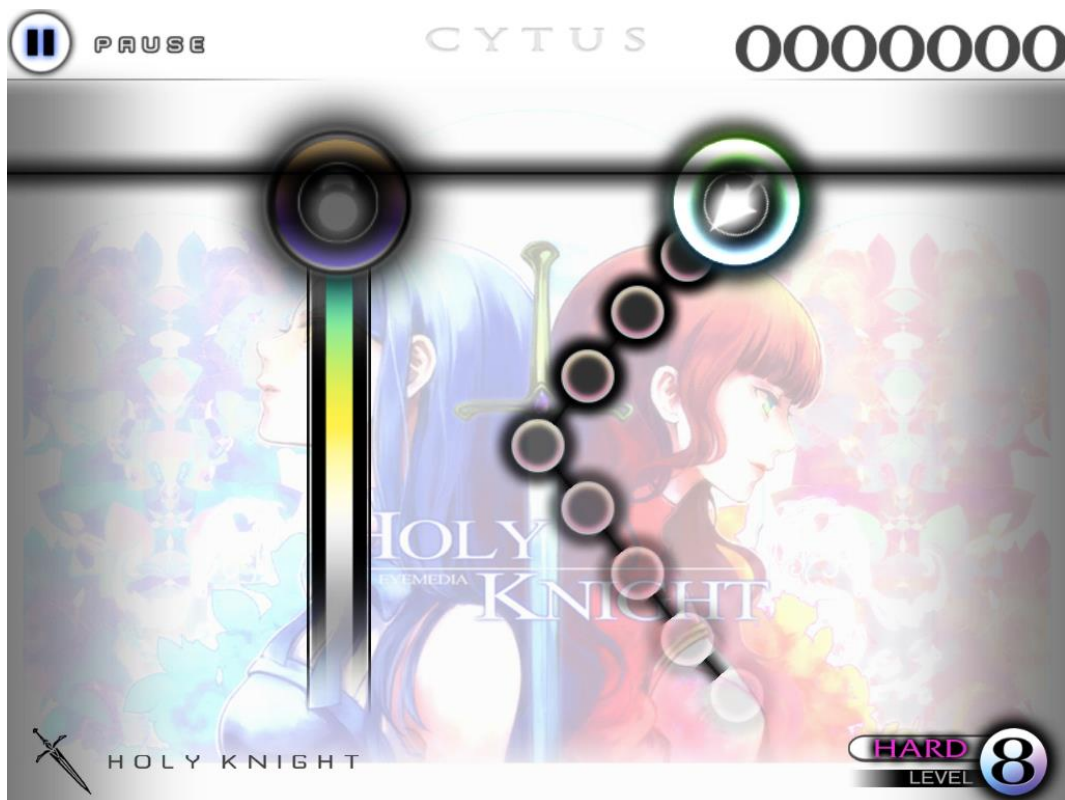 PAUSE
CYTUS
0000000
HOLY
EYEMEDIA
KNIGHT
HOLY KNIGHT
HARD
LEVEL
8